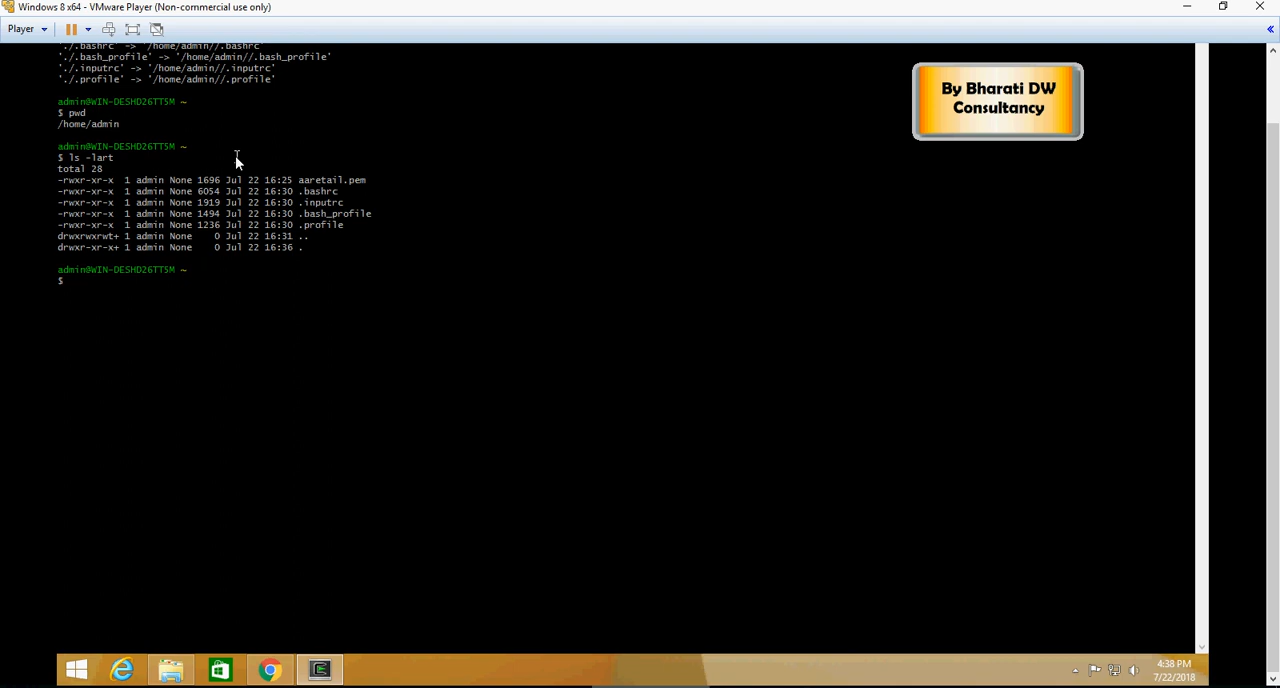 Windows 8 x64 - VMware Player (Non-commercial use only)
Player
'./.bashrc' -> '/home/admin//.bashrc'
'./.bash_profile' -> '/home/admin//.bash_profile'
'./.inputrc' -> '/home/admin//.inputrc'
'./.profile' -> '/home/admin//.profile'
admin@WIN-DESHD26TT5M ~
$ pwd
/home/admin
admin@WIN-DESHD26TT5M ~
$ ls -lart
total 28
-rwxr-xr-x 1 admin None 1696 Jul 22 16:25 aaretail.pem
-rwxr-xr-x 1 admin None 6054 Jul 22 16:30 .bashrc
-rwxr-xr-x 1 admin None 1919 Jul 22 16:30 .inputrc
-rwxr-xr-x 1 admin None 1494 Jul 22 16:30 .bash_profile
-rwxr-xr-x 1 admin None 1236 Jul 22 16:30 .profile
drwxrwxrwt+ 1 admin None 0 Jul 22 16:31 ..
drwxr-xr-x+ 1 admin None 0 Jul 22 16:36 .
admin@WIN-DESHD26TT5M ~
$
By Bharati DW
Consultancy
4:38 PM
7/22/2018